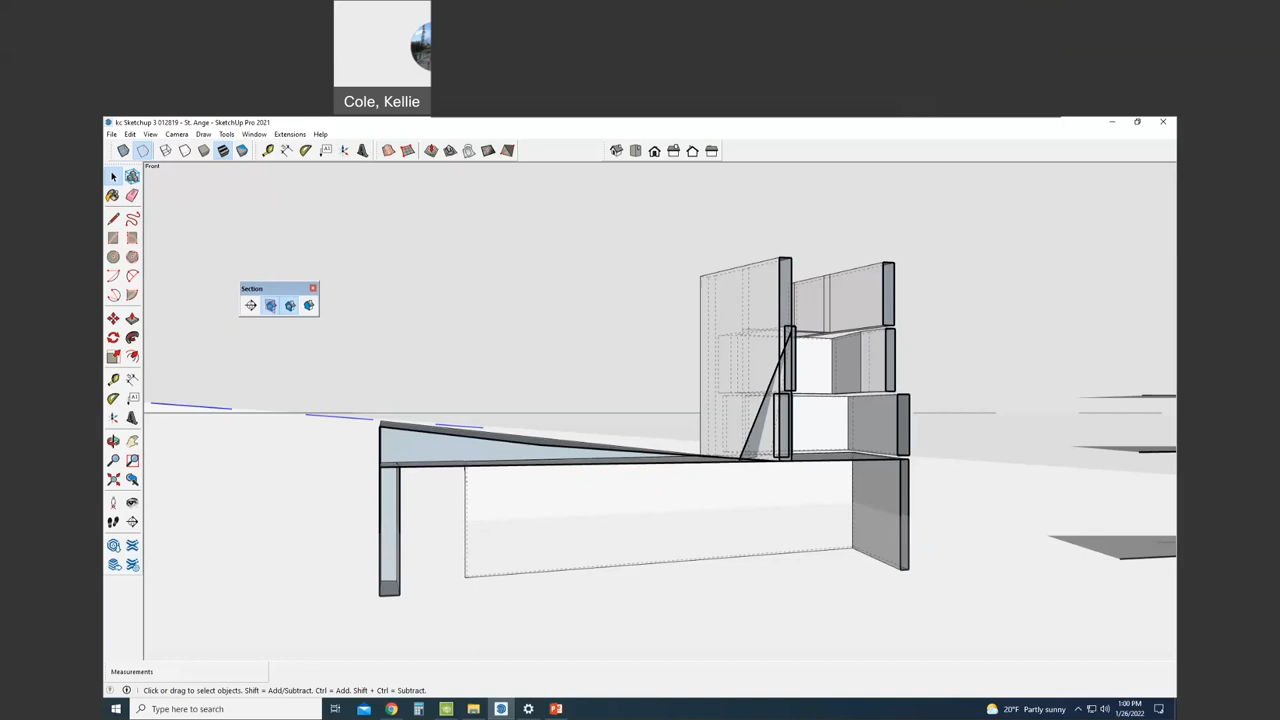 Cole, Kellie
kc Sketchup 3 012819 - St. Ange - SketchUp Pro 2021
File Edit View Camera Draw Tools Window Extensions Help
Front
Section
Measurements
Click or drag to select objects. Shift = Add/Subtract. Ctrl = Add. Shift + Ctrl = Subtract.
Type here to search
20°F Partly sunny
1:00 PM
1/26/2022